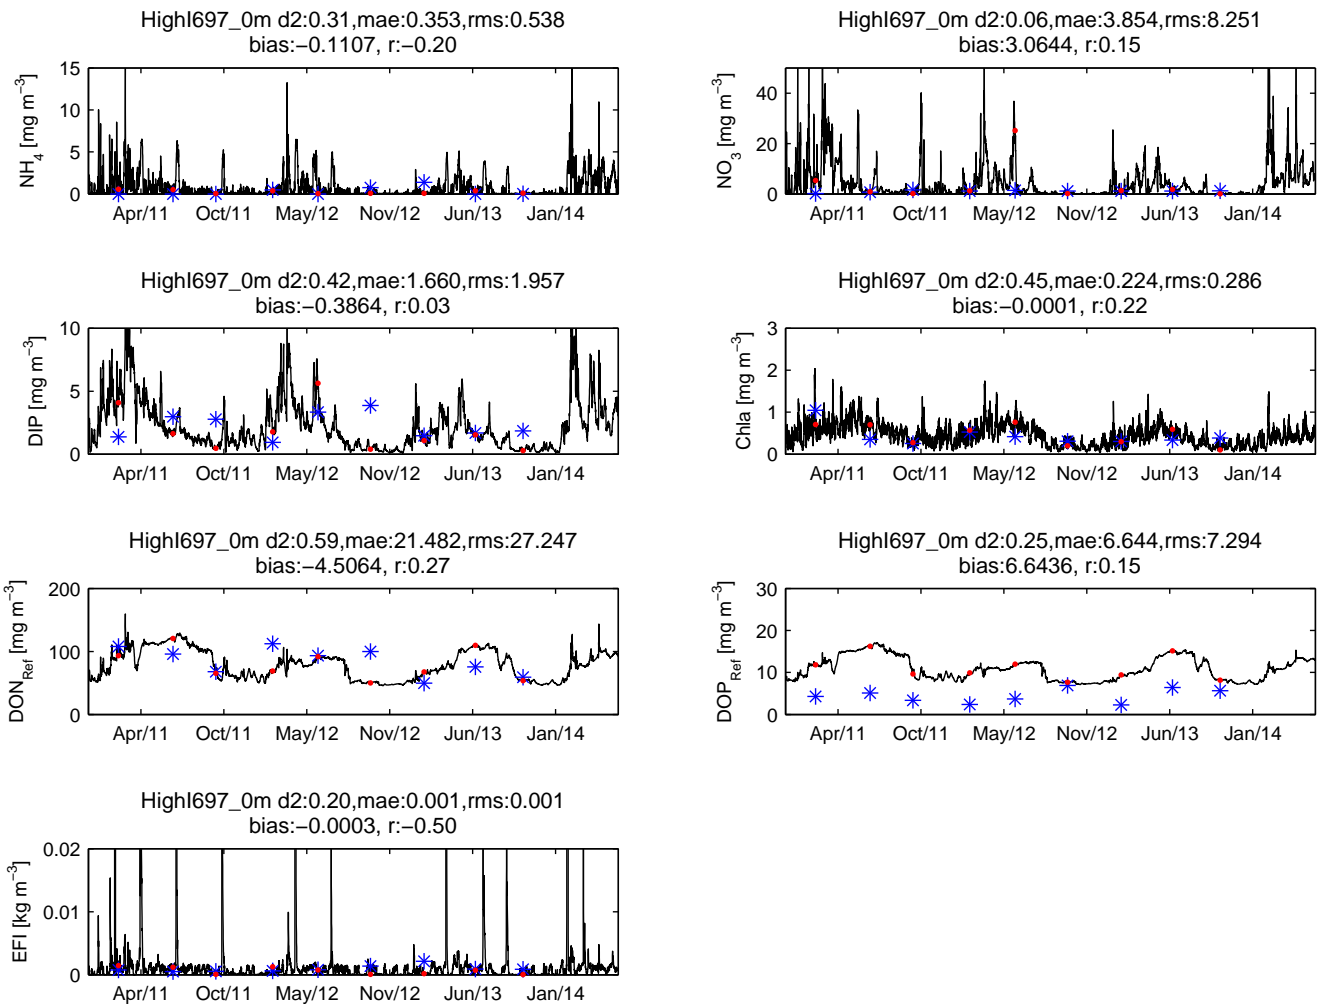 HighI697_0m d2:0.31,mae:0.353,rms:0.538
bias:−0.1107, r:−0.20
NH4 [mg m−3]
15
10
5
0
Apr/11 Oct/11 May/12 Nov/12 Jun/13 Jan/14
HighI697_0m d2:0.06,mae:3.854,rms:8.251
bias:3.0644, r:0.15
NO3 [mg m−3]
40
20
0
Apr/11 Oct/11 May/12 Nov/12 Jun/13 Jan/14
HighI697_0m d2:0.42,mae:1.660,rms:1.957
bias:−0.3864, r:0.03
DIP [mg m−3]
10
5
0
Apr/11 Oct/11 May/12 Nov/12 Jun/13 Jan/14
HighI697_0m d2:0.45,mae:0.224,rms:0.286
bias:−0.0001, r:0.22
Chla [mg m−3]
3
2
1
0
Apr/11 Oct/11 May/12 Nov/12 Jun/13 Jan/14
HighI697_0m d2:0.59,mae:21.482,rms:27.247
bias:−4.5064, r:0.27
DONRef [mg m−3]
200
100
0
Apr/11 Oct/11 May/12 Nov/12 Jun/13 Jan/14
HighI697_0m d2:0.25,mae:6.644,rms:7.294
bias:6.6436, r:0.15
DOPRef [mg m−3]
30
20
10
0
Apr/11 Oct/11 May/12 Nov/12 Jun/13 Jan/14
HighI697_0m d2:0.20,mae:0.001,rms:0.001
bias:−0.0003, r:−0.50
EFI [kg m−3]
0.02
0.01
0
Apr/11 Oct/11 May/12 Nov/12 Jun/13 Jan/14